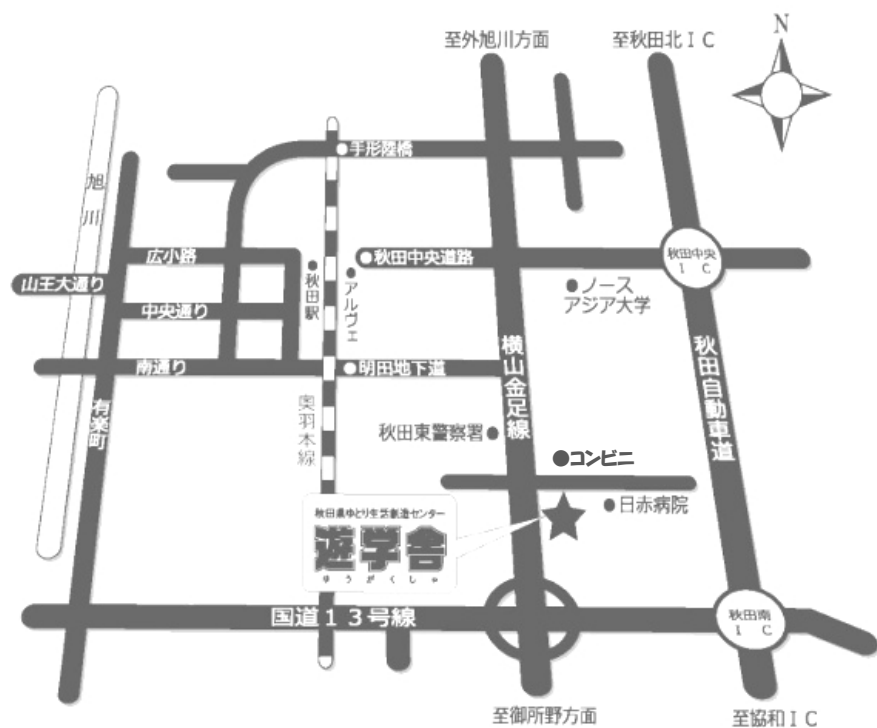 至外旭川方面
至秋田北ＩＣ
N
手形陸橋
旭川
広小路
秋田中央道路
秋田中央
Ｉ Ｃ
山王大通り
秋田駅
アルヴェ
ノース
アジア大学
中央通り
南通り
明田地下道
横山金足線
秋田自動車道
有楽町
奥羽本線
秋田東警察署
コンビニ
日赤病院
秋田県ゆとり生活創造センター
遊学舎
ゆうがくしゃ
国道１３号線
秋田南
Ｉ Ｃ
至御所野方面
至協和ＩＣ